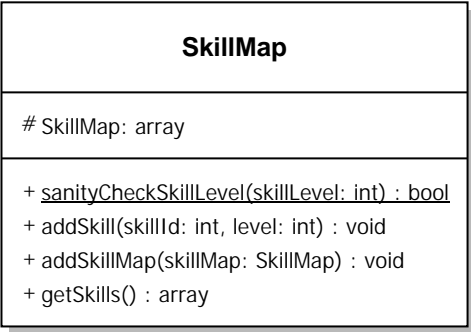 SkillMap
# SkillMap: array
+ sanityCheckSkillLevel(skillLevel: int) : bool
+ addSkill(skillId: int, level: int) : void
+ addSkillMap(skillMap: SkillMap) : void
+ getSkills() : array